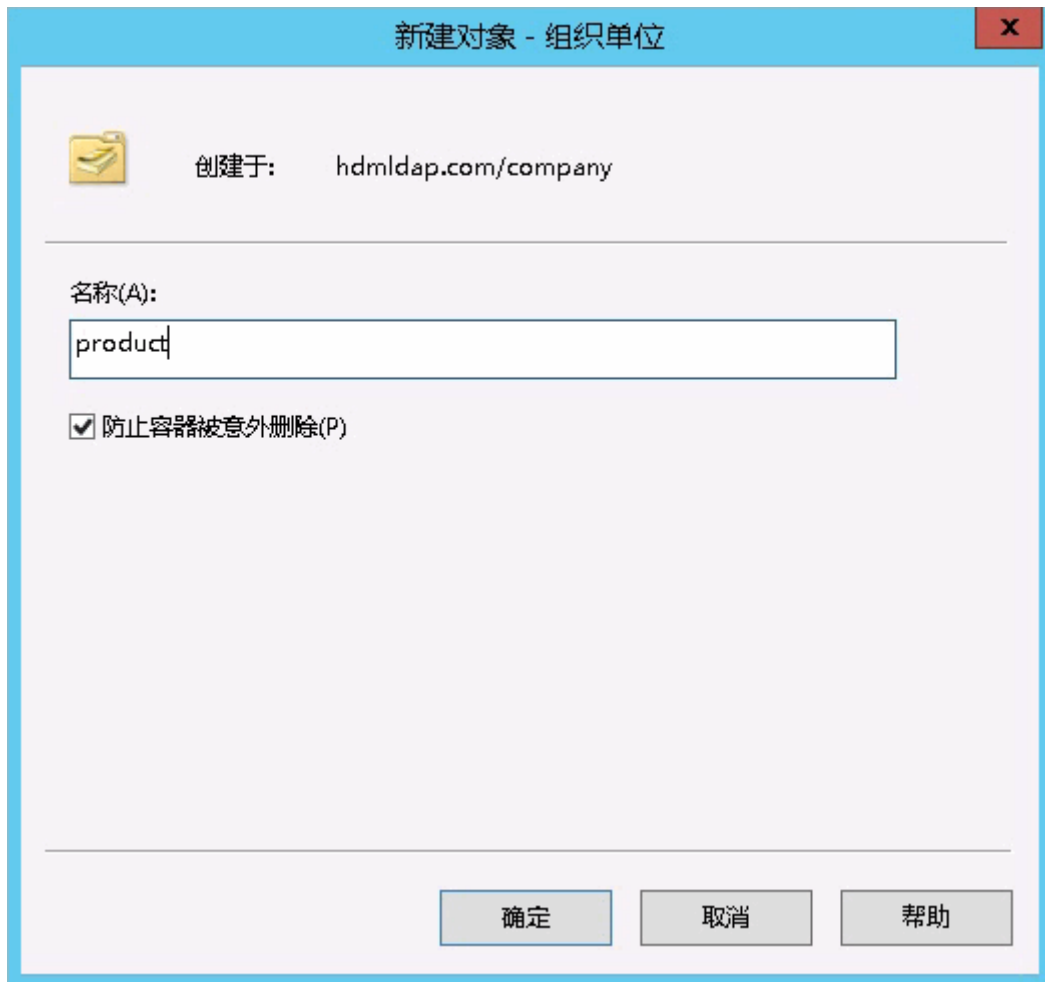 新建对象 - 组织单位
x
创建于: hdmldap.com/company
名称(A):
product
防止容器被意外删除(P)
确定 取消 帮助